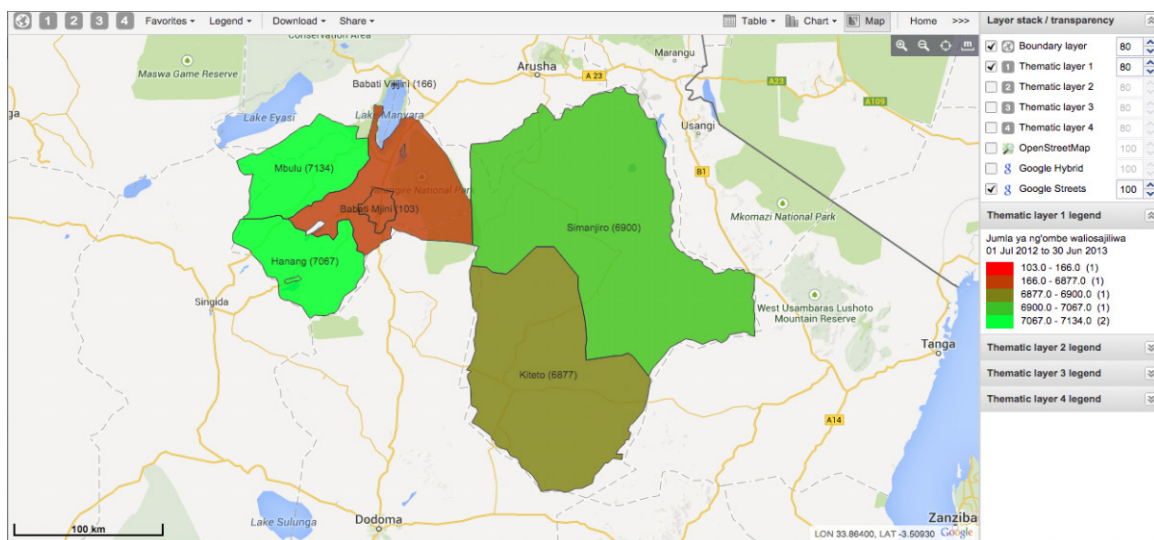 1 2 3 4 Favorites Legend Download Share Table Chart Map Home >>>
Conservation Area
Maswa Game Reserve
Marangu
Arusha
A 23
A23
A109
Babati Vijijini (166)
Lake Manyara
Lake Eyasi
Usangi
Mbulu (7134)
B1
Babati Mjini (103)
Mkomazi National Park
Simanjiro (6900)
Hanang (7067)
Singida
West Usambaras Lushoto
Mountain Reserve
Tanga
Kiteto (6877)
A14
Lake Sulunga
Dodoma
Zanziba
100 km
LON 33.86400, LAT -3.50930 Google
Layer stack / transparency
Boundary layer 80
1 Thematic layer 1 80
2 Thematic layer 2 80
3 Thematic layer 3 80
4 Thematic layer 4 80
OpenStreetMap 100
g Google Hybrid 100
g Google Streets 100
Thematic layer 1 legend
Jumla ya ng'ombe waliosajiliwa
01 Jul 2012 to 30 Jun 2013
103.0 - 166.0 (1)
166.0 - 6877.0 (1)
6877.0 - 6900.0 (1)
6900.0 - 7067.0 (1)
7067.0 - 7134.0 (2)
Thematic layer 2 legend
Thematic layer 3 legend
Thematic layer 4 legend